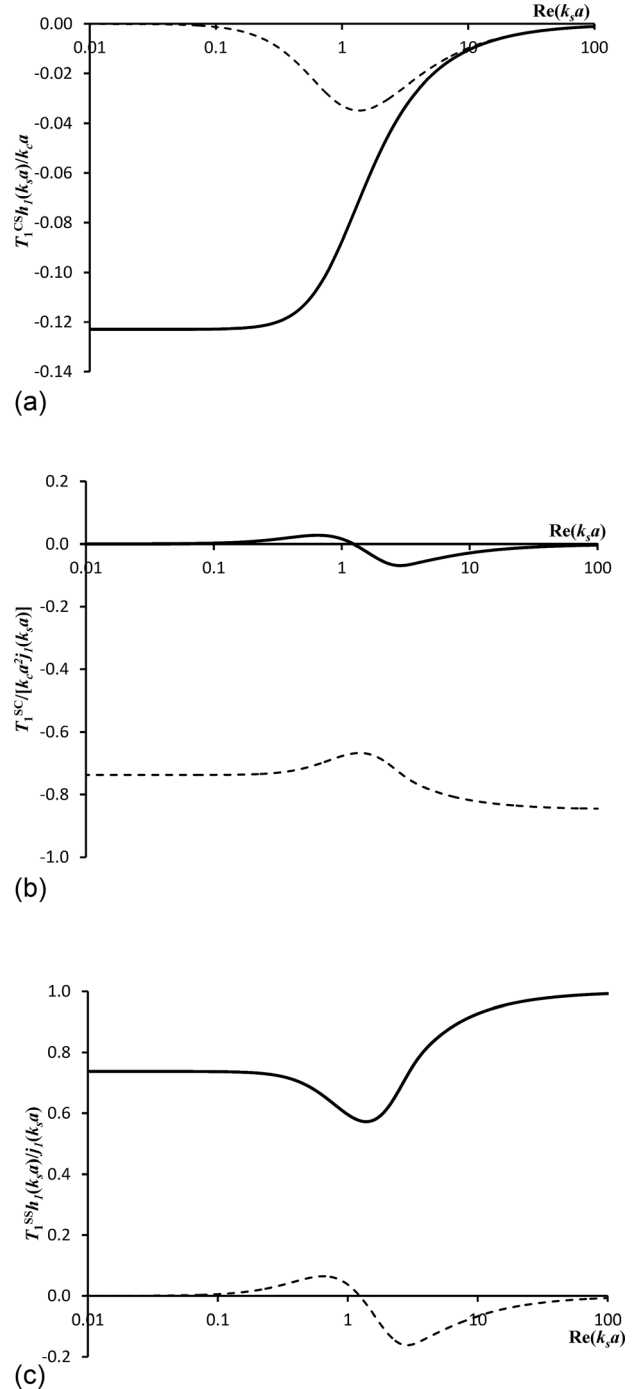 Re(kₛa)
0.00
0.01 0.1 1 10 100
-0.02
-0.04
-0.06
-0.08
-0.10
-0.12
-0.14
T₁ᶜˢh₁(kₛa)/k꜀a
(a)
0.2
Re(kₛa)
0.0
0.01 0.1 1 10 100
-0.2
-0.4
-0.6
-0.8
-1.0
T₁ˢᶜ/[k꜀a²j₁(kₛa)]
(b)
1.0
0.8
0.6
0.4
0.2
0.0
0.01 0.1 1 10 100
Re(kₛa)
-0.2
T₁ˢˢh₁(kₛa)/j₁(kₛa)
(c)